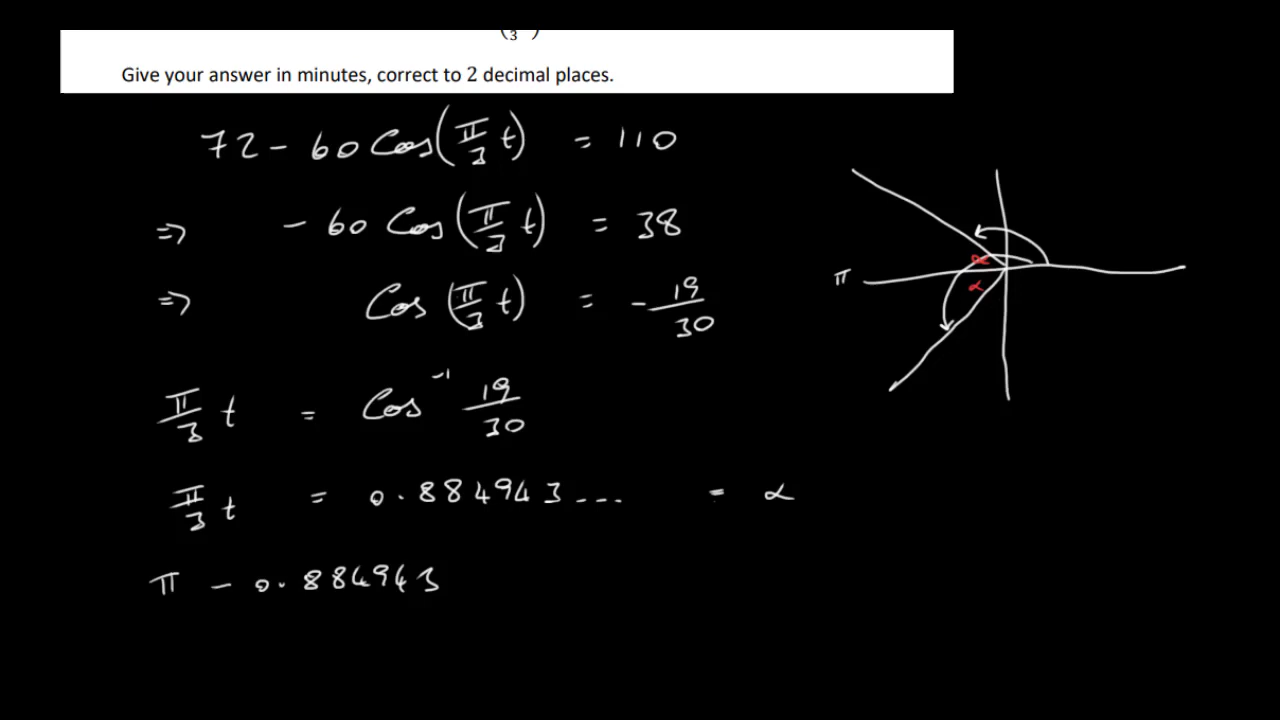 (3 )
Give your answer in minutes, correct to 2 decimal places.
72 - 60 Cos(π/3 t) = 110
⇒ - 60 Cos(π/3 t) = 38
⇒ Cos(π/3 t) = - 19/30
π/3 t = Cos⁻¹ 19/30
π/3 t = 0.884943... = α
π - 0.884943
π
α
α